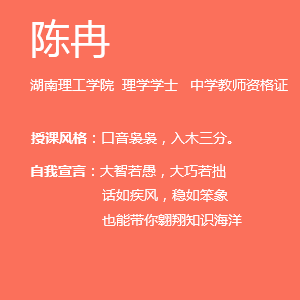 陈冉
湖南理工学院 理学学士 中学教师资格证
授课风格：口音袅袅，入木三分。
自我宣言：大智若愚，大巧若拙
话如疾风，稳如笨象
也能带你翱翔知识海洋